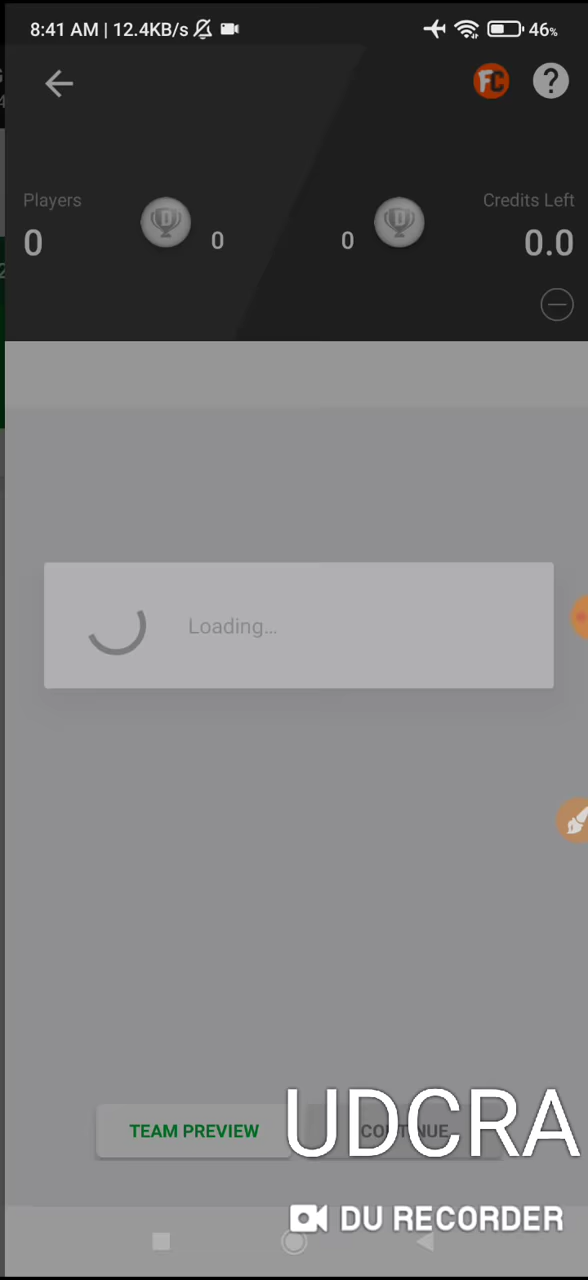 8:41 AM | 12.4KB/s 46%
FC ?
Players Credits Left
0 D 0 0 D 0.0
Loading...
TEAM PREVIEW
UDCRA
DU RECORDER